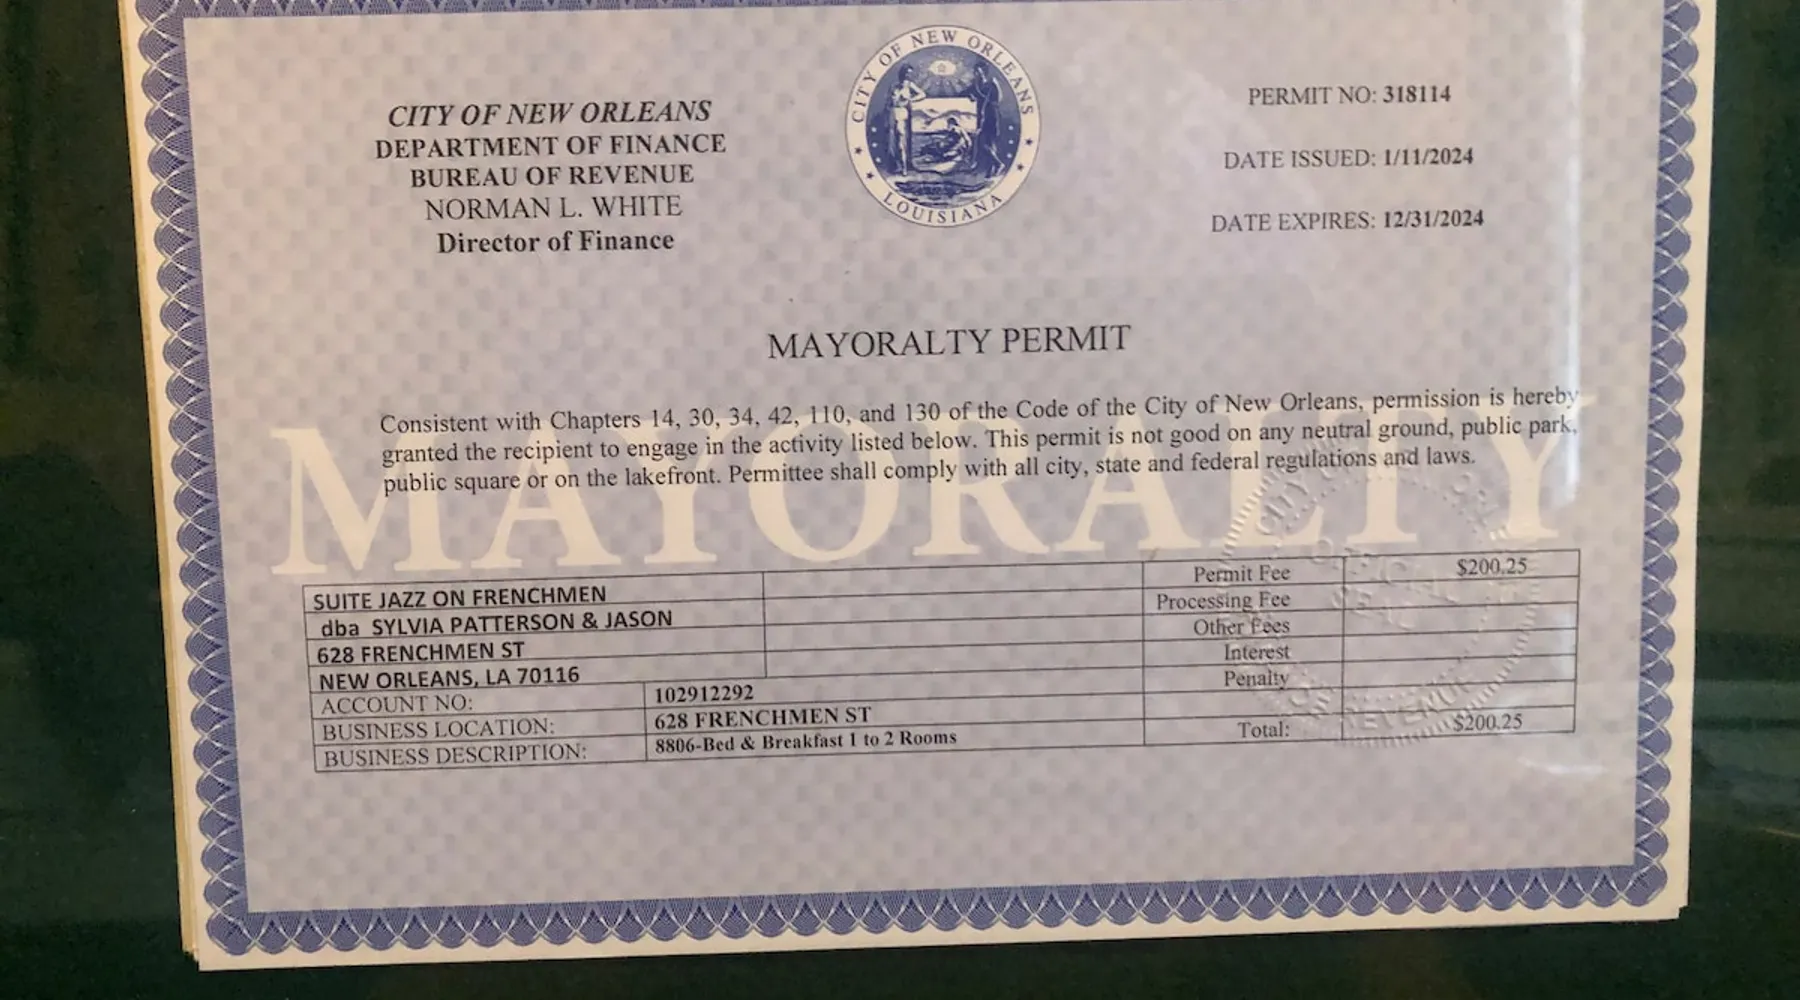 CITY OF NEW ORLEANS
DEPARTMENT OF FINANCE
BUREAU OF REVENUE
NORMAN L. WHITE
Director of Finance
CITY OF NEW ORLEANS
LOUISIANA
PERMIT NO: 318114
DATE ISSUED: 1/11/2024
DATE EXPIRES: 12/31/2024
MAYORALTY PERMIT
Consistent with Chapters 14, 30, 34, 42, 110, and 130 of the Code of the City of New Orleans, permission is hereby
granted the recipient to engage in the activity listed below. This permit is not good on any neutral ground, public park,
public square or on the lakefront. Permittee shall comply with all city, state and federal regulations and laws.
MAYORALTY
SUITE JAZZ ON FRENCHMEN
dba SYLVIA PATTERSON & JASON
628 FRENCHMEN ST
NEW ORLEANS, LA 70116
ACCOUNT NO: 102912292
BUSINESS LOCATION: 628 FRENCHMEN ST
BUSINESS DESCRIPTION: 8806-Bed & Breakfast 1 to 2 Rooms
Permit Fee $200.25
Processing Fee
Other Fees
Interest
Penalty
Total: $200.25
OFFICIAL
SEAL
REVENUE